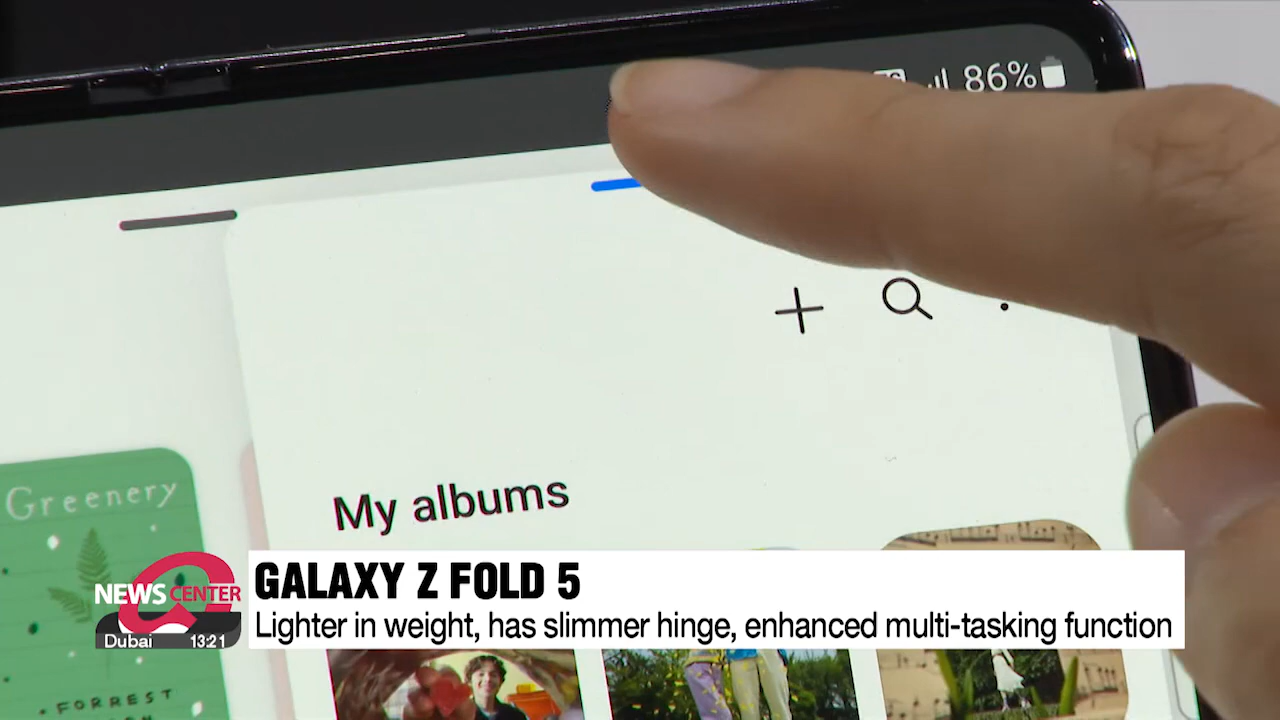 86%
My albums
Greenery
FORREST
NEWS CENTER
Dubai 13:21
GALAXY Z FOLD 5
Lighter in weight, has slimmer hinge, enhanced multi-tasking function